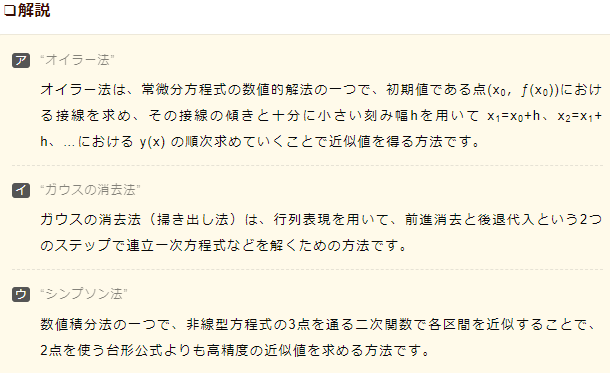 ❏解説
ア “オイラー法”
オイラー法は、常微分方程式の数値的解法の一つで、初期値である点(x₀，ƒ(x₀))におけ
る接線を求め、その接線の傾きと十分に小さい刻み幅hを用いて x₁=x₀+h、x₂=x₁+
h、…における y(x) の順次求めていくことで近似値を得る方法です。
イ “ガウスの消去法”
ガウスの消去法（掃き出し法）は、行列表現を用いて、前進消去と後退代入という2つ
のステップで連立一次方程式などを解くための方法です。
ウ “シンプソン法”
数値積分法の一つで、非線型方程式の3点を通る二次関数で各区間を近似することで、
2点を使う台形公式よりも高精度の近似値を求める方法です。